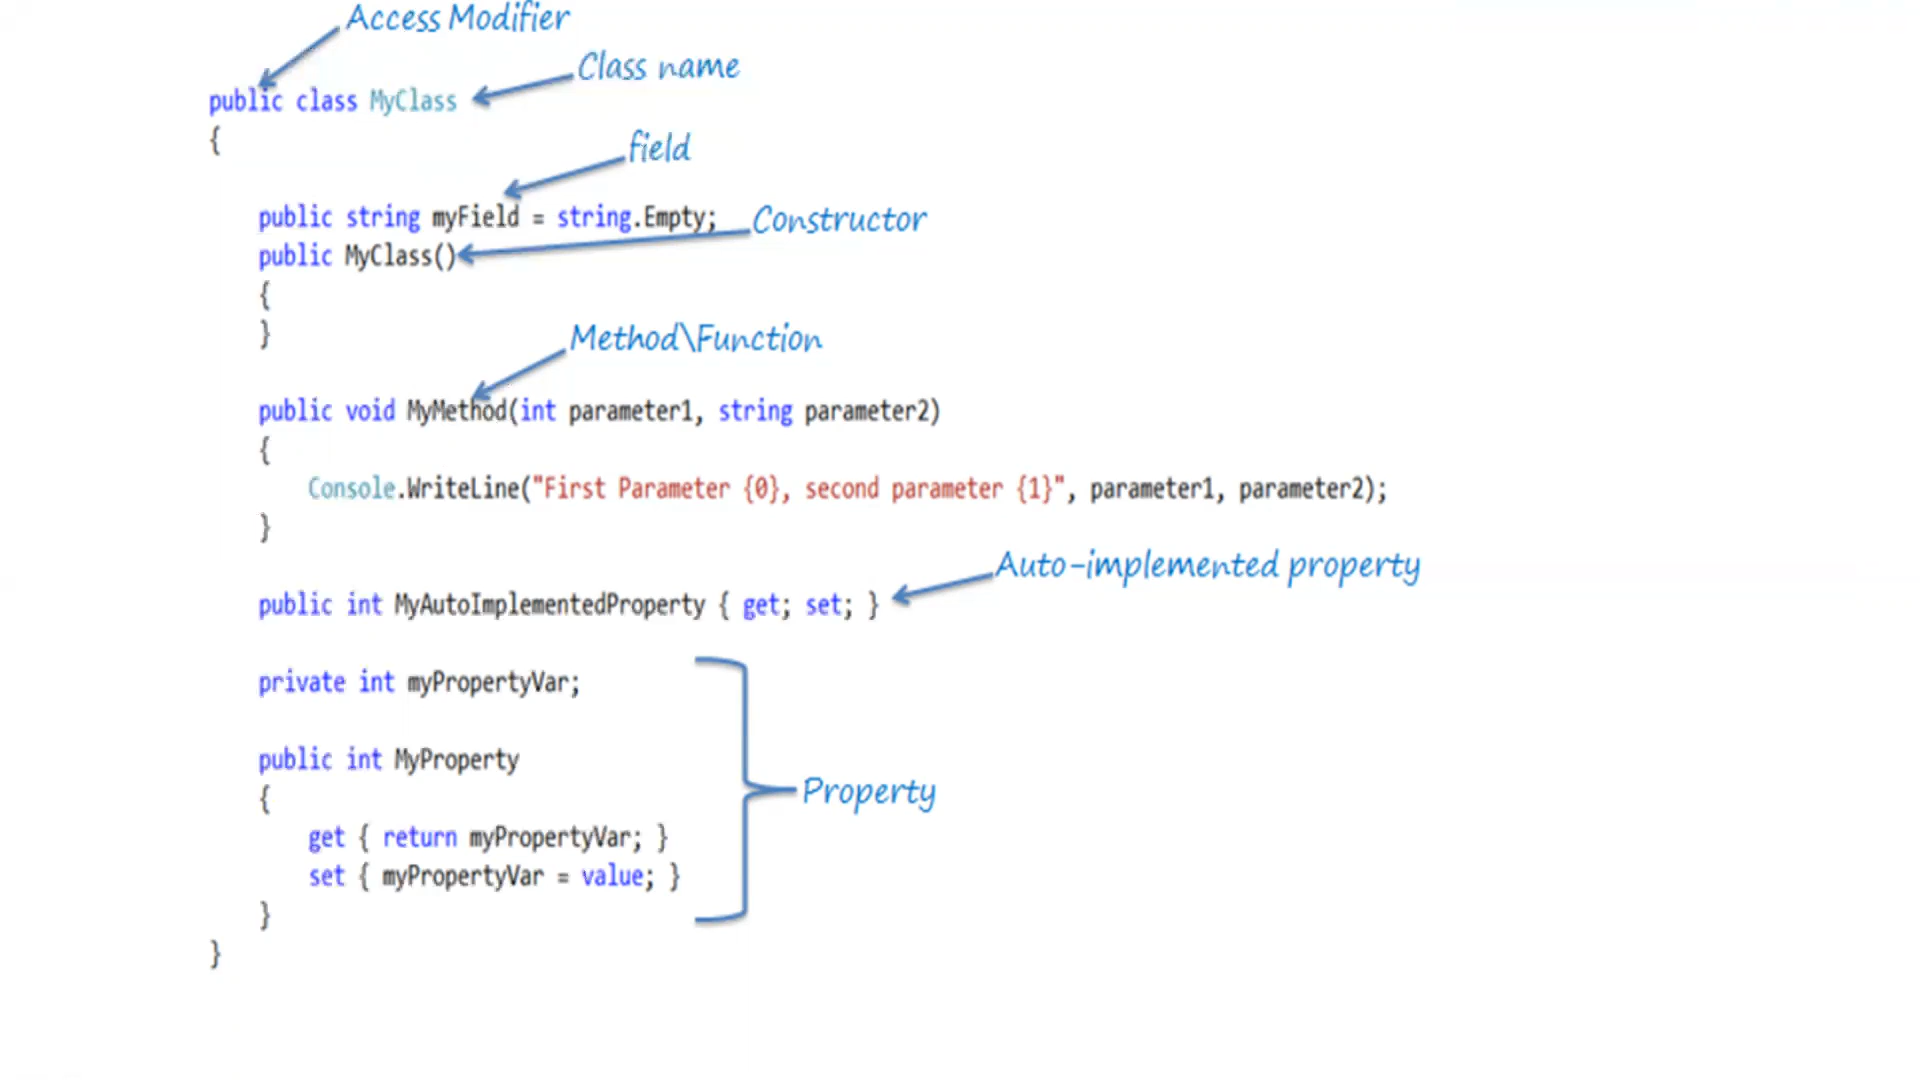 Access Modifier
Class name
public class MyClass
{
field
public string myField = string.Empty;
Constructor
public MyClass()
{
}
Method\Function
public void MyMethod(int parameter1, string parameter2)
{
Console.WriteLine("First Parameter {0}, second parameter {1}", parameter1, parameter2);
}
Auto-implemented property
public int MyAutoImplementedProperty { get; set; }
private int myPropertyVar;
public int MyProperty
{
Property
get { return myPropertyVar; }
set { myPropertyVar = value; }
}
}